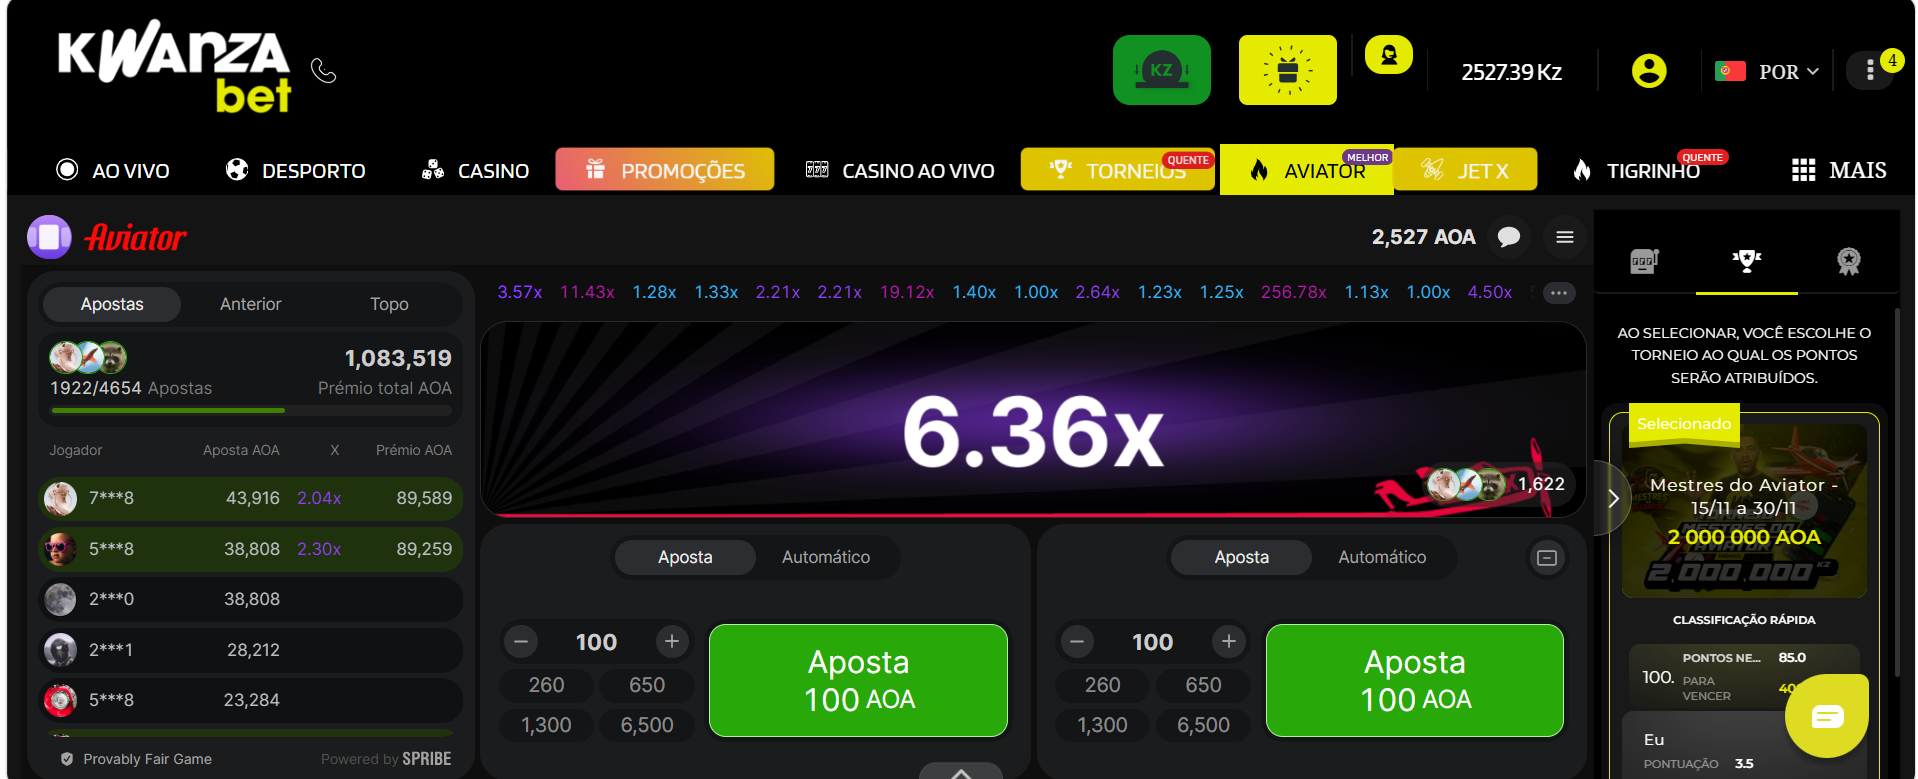 KWANZA
bet
KZ
2527.39 Kz
POR
4
AO VIVO
DESPORTO
CASINO
PROMOÇÕES
CASINO AO VIVO
TORNEIOS
QUENTE
AVIATOR
MELHOR
JET X
TIGRINHO
QUENTE
MAIS
Aviator
2,527 AOA
Apostas Anterior Topo
1,083,519
1922/4654 Apostas Prémio total AOA
Jogador Aposta AOA X Prémio AOA
7***8 43,916 2.04x 89,589
5***8 38,808 2.30x 89,259
2***0 38,808
2***1 28,212
5***8 23,284
Provably Fair Game Powered by SPRIBE
3.57x 11.43x 1.28x 1.33x 2.21x 2.21x 19.12x 1.40x 1.00x 2.64x 1.23x 1.25x 256.78x 1.13x 1.00x 4.50x
6.36x
1,622
Aposta Automático
100
260 650
1,300 6,500
Aposta
100 AOA
Aposta Automático
100
260 650
1,300 6,500
Aposta
100 AOA
AO SELECIONAR, VOCÊ ESCOLHE O
TORNEIO AO QUAL OS PONTOS
SERÃO ATRIBUÍDOS.
Selecionado
Mestres do Aviator -
15/11 a 30/11
2 000 000 AOA
MESTRES DO
AVIATOR
2.000.000 KZ
CLASSIFICAÇÃO RÁPIDA
100.
PONTOS NE... 85.0
PARA
VENCER
Eu
PONTUAÇÃO 3.5